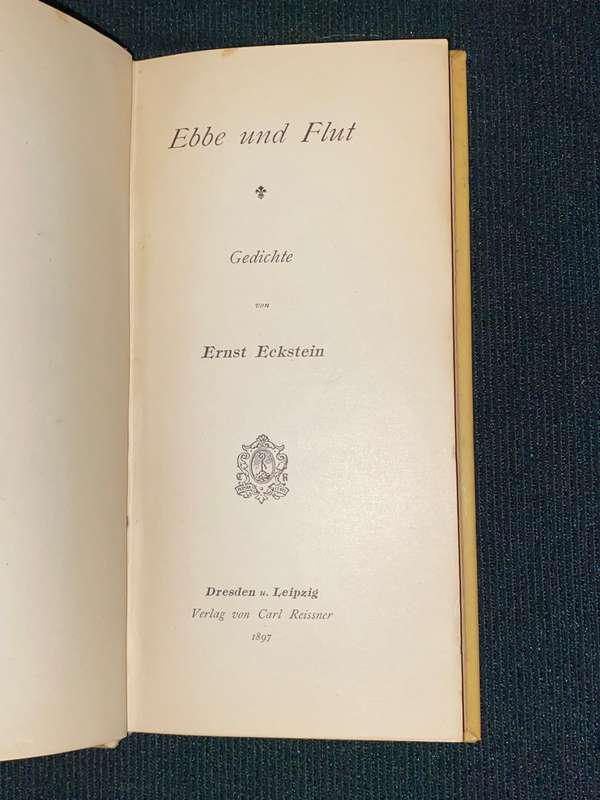 Ebbe und Flut
Gedichte
von
Ernst Eckstein
C R
Dresden u. Leipzig
Verlag von Carl Reissner
1897